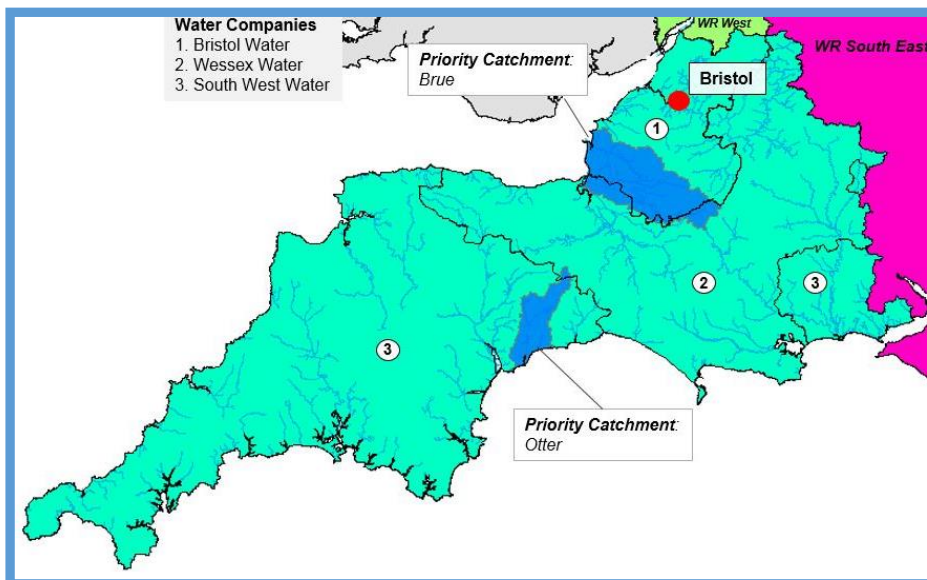 Water Companies
1. Bristol Water
2. Wessex Water
3. South West Water
WR West
WR South East
Priority Catchment:
Brue
Bristol
1
2
3
3
Priority Catchment:
Otter